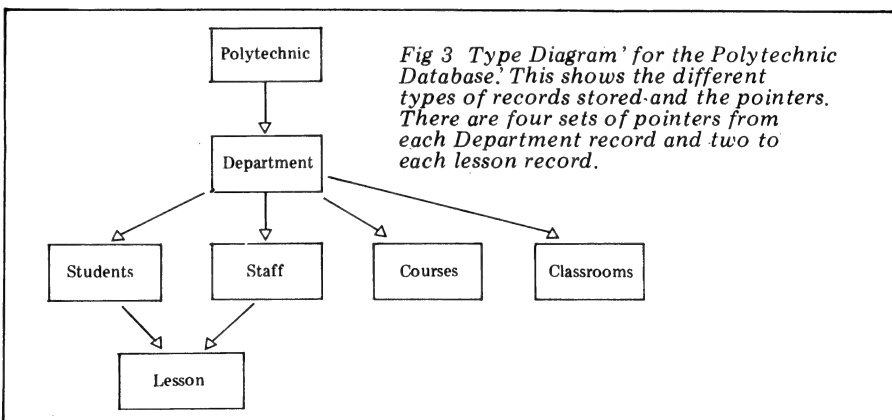 Polytechnic
Fig 3 Type Diagram' for the Polytechnic
Database.' This shows the different
types of records stored and the pointers.
There are four sets of pointers from
each Department record and two to
each lesson record.
Department
Students
Staff
Courses
Classrooms
Lesson